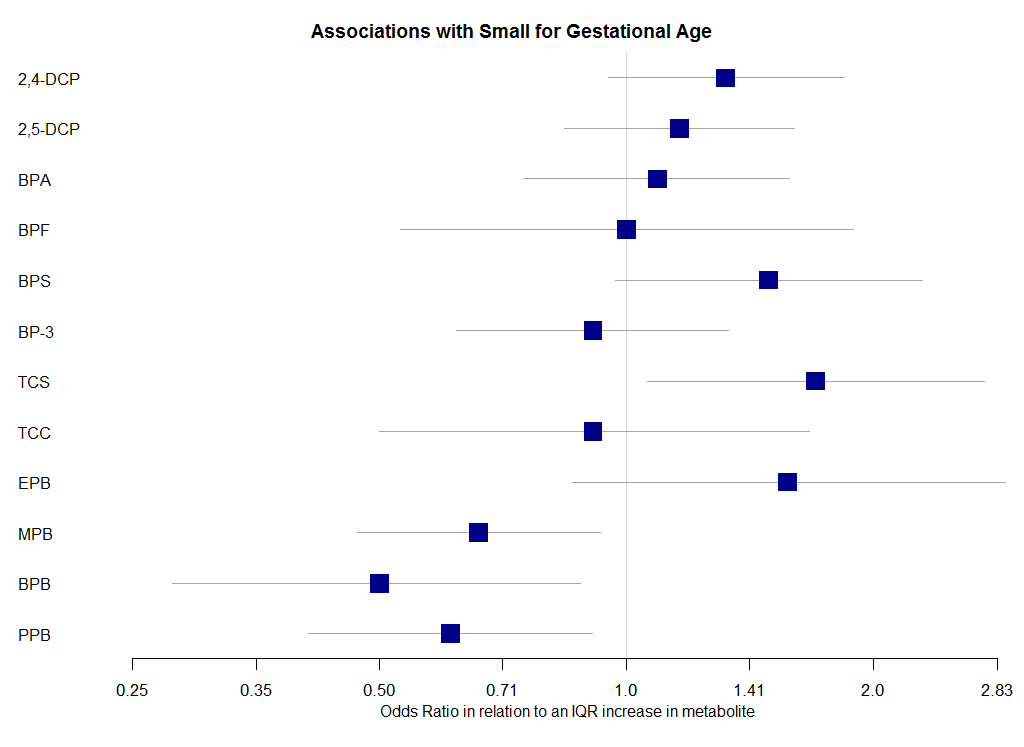 Associations with Small for Gestational Age
2,4-DCP
2,5-DCP
BPA
BPF
BPS
BP-3
TCS
TCC
EPB
MPB
BPB
PPB
0.25 0.35 0.50 0.71 1.0 1.41 2.0 2.83
Odds Ratio in relation to an IQR increase in metabolite